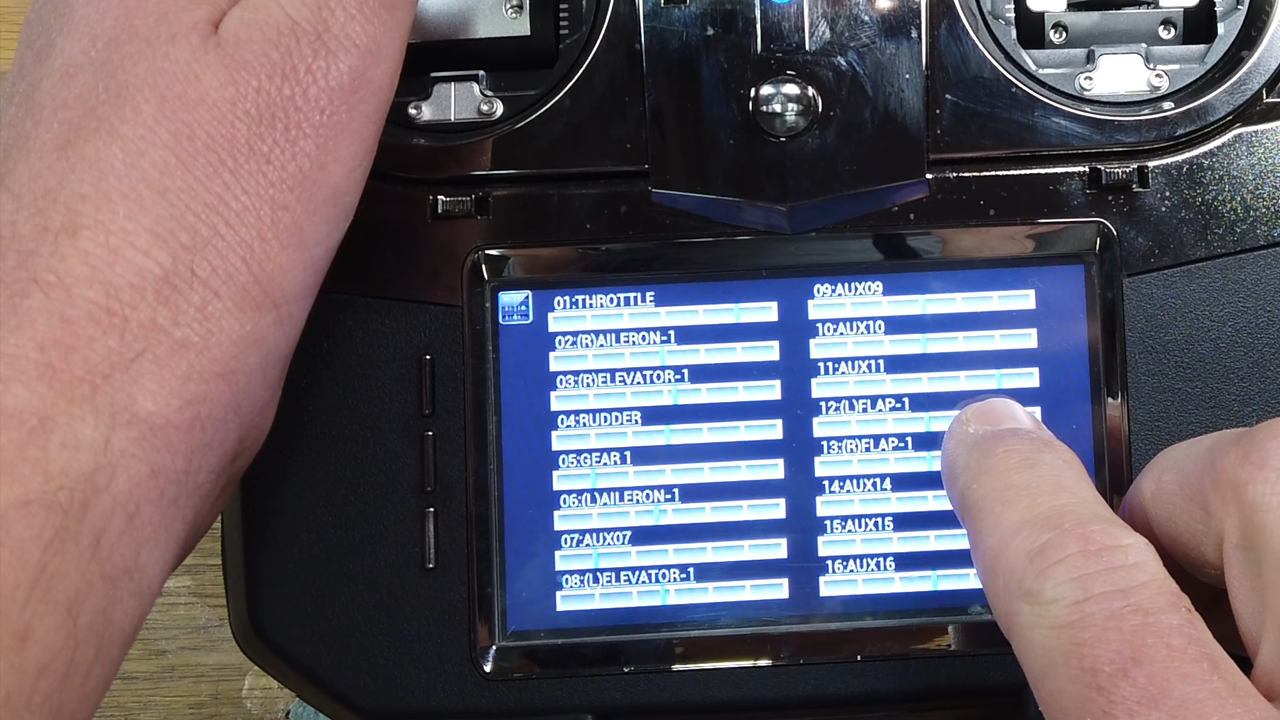 01:THROTTLE
02:(R)AILERON-1
03:(R)ELEVATOR-1
04:RUDDER
05:GEAR 1
06:(L)AILERON-1
07:AUX07
08:(L)ELEVATOR-1
09:AUX09
10:AUX10
11:AUX11
12:(L)FLAP-1
13:(R)FLAP-1
14:AUX14
15:AUX15
16:AUX16